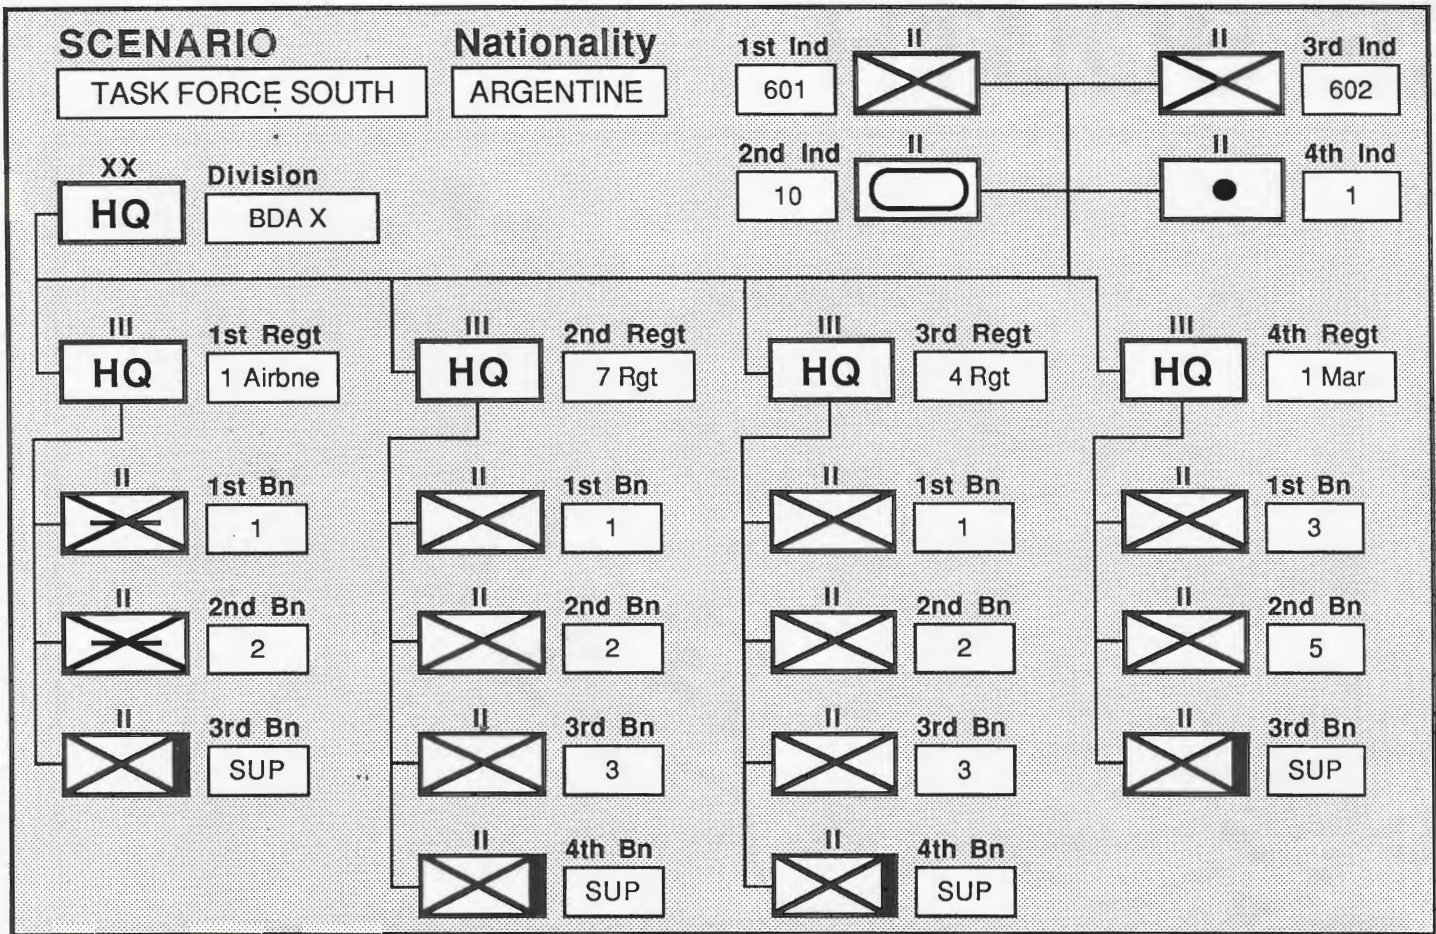 SCENARIO
TASK FORCE SOUTH
Nationality
ARGENTINE
1st Ind
601
II
II
3rd Ind
602
2nd Ind
10
II
II
4th Ind
1
XX
HQ
Division
BDA X
III
HQ
1st Regt
1 Airbne
III
HQ
2nd Regt
7 Rgt
III
HQ
3rd Regt
4 Rgt
III
HQ
4th Regt
1 Mar
II
1st Bn
1
II
1st Bn
1
II
1st Bn
1
II
1st Bn
3
II
2nd Bn
2
II
2nd Bn
2
II
2nd Bn
2
II
2nd Bn
5
II
3rd Bn
SUP
II
3rd Bn
3
II
3rd Bn
3
II
3rd Bn
SUP
II
4th Bn
SUP
II
4th Bn
SUP